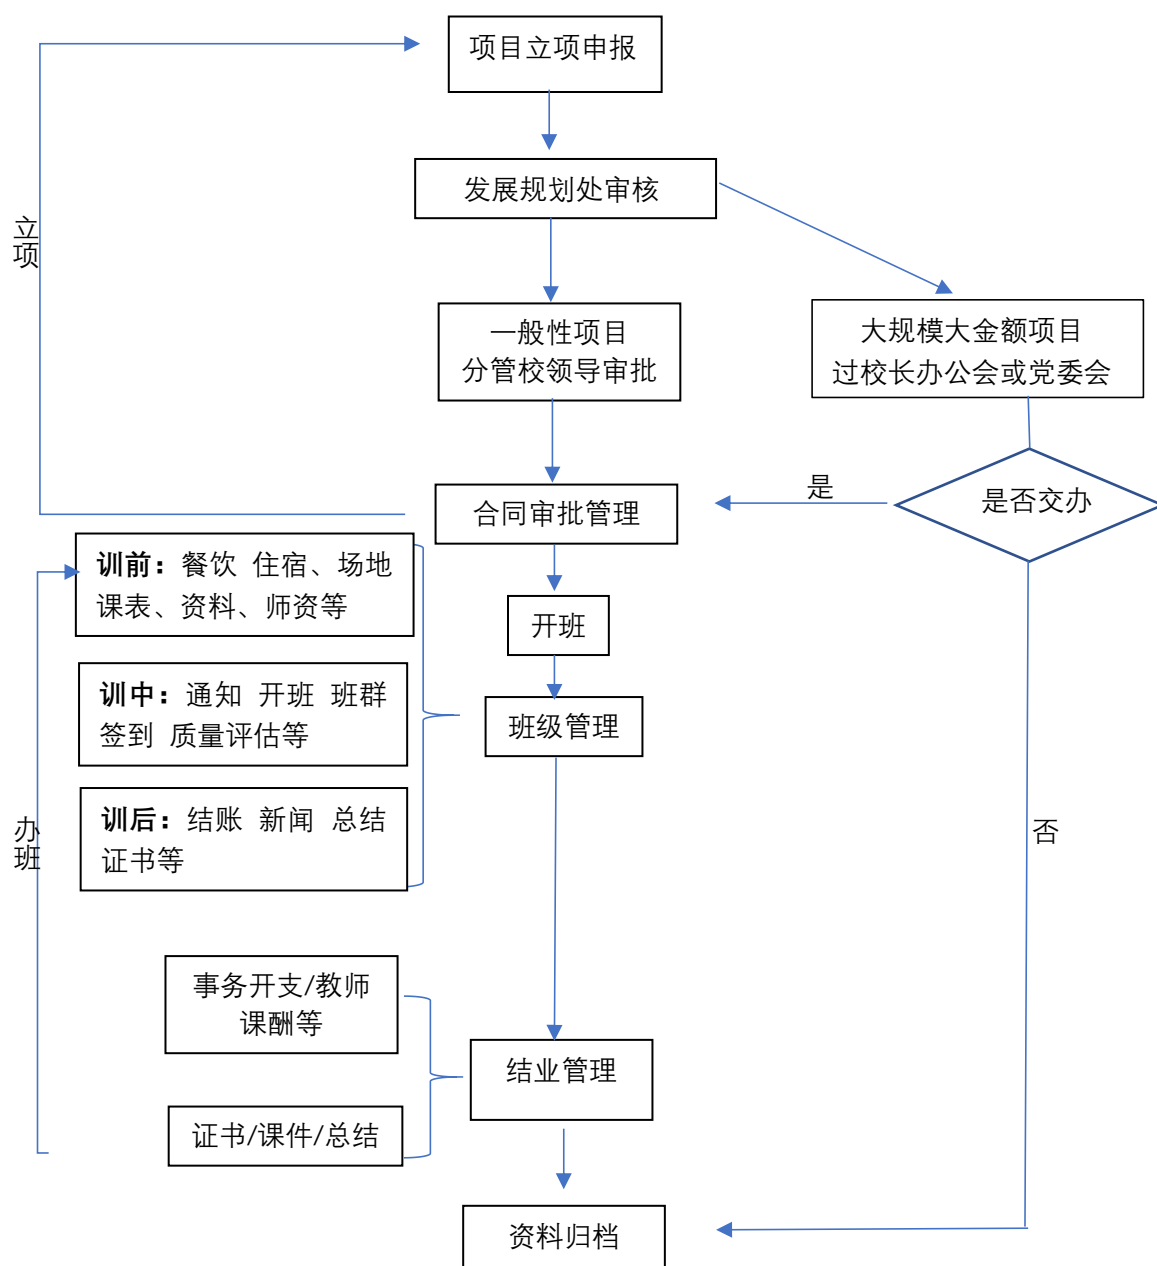 项目立项申报
发展规划处审核
立
项
一般性项目
分管校领导审批
大规模大金额项目
过校长办公会或党委会
合同审批管理
是
是否交办
训前：餐饮 住宿、场地
课表、资料、师资等
开班
训中：通知 开班 班群
签到 质量评估等
班级管理
训后：结账 新闻 总结
证书等
办
班
否
事务开支/教师
课酬等
结业管理
证书/课件/总结
资料归档